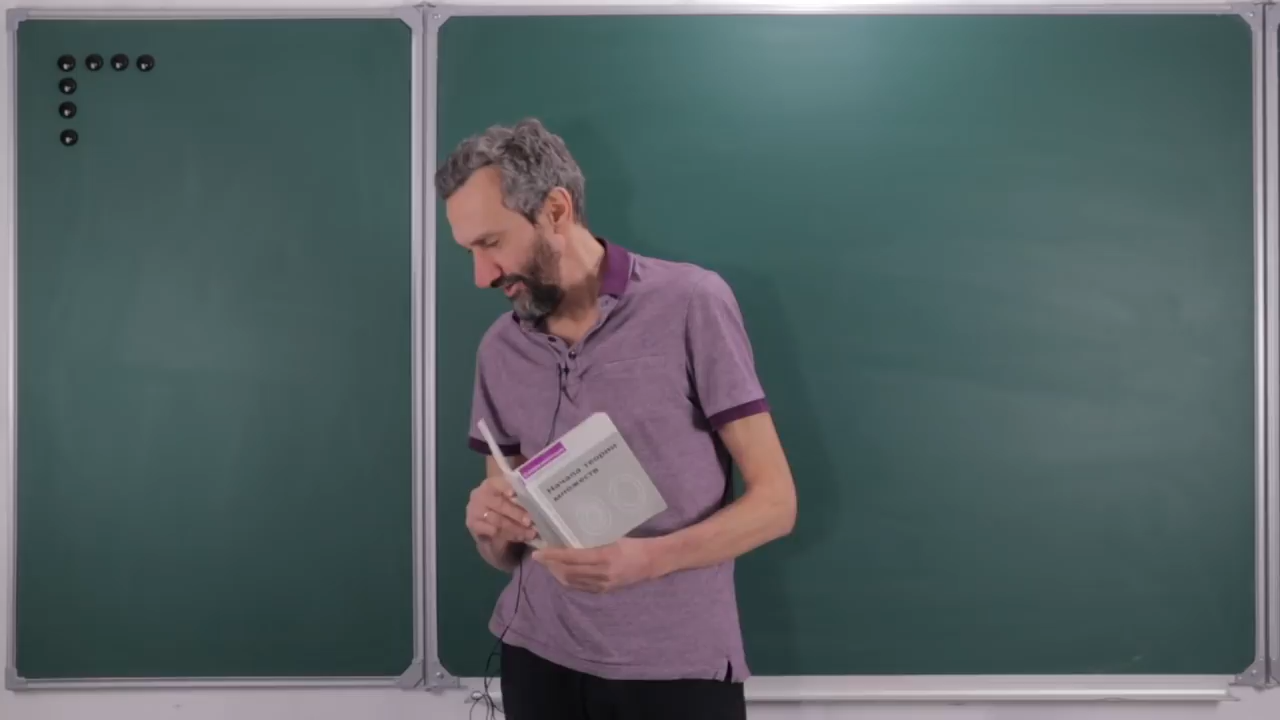 Начала теории
множеств